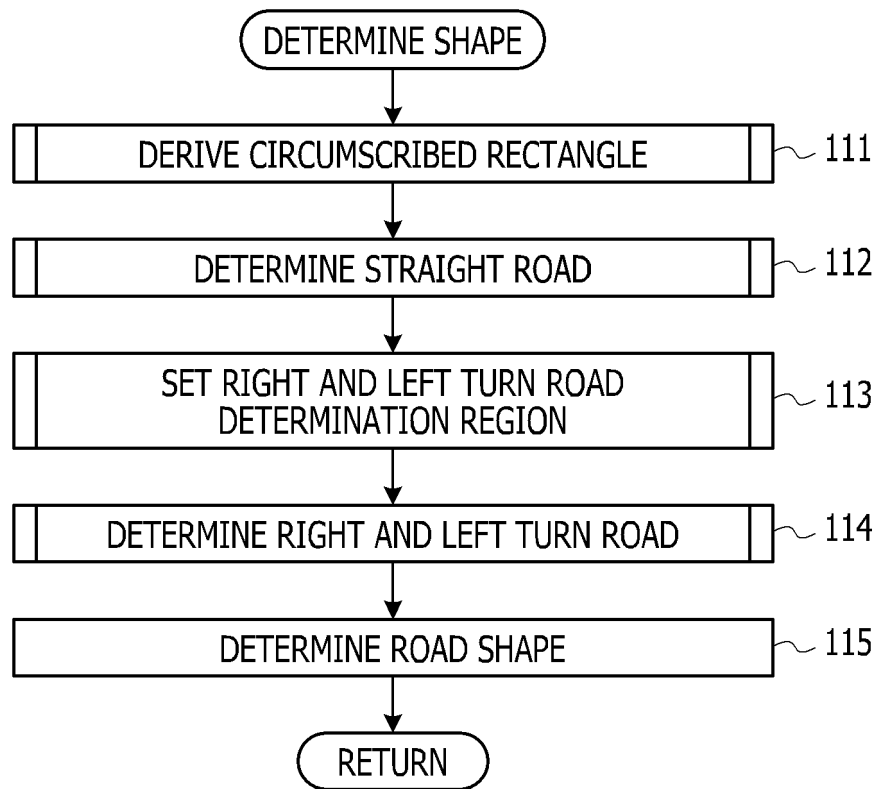 DETERMINE SHAPE
DERIVE CIRCUMSCRIBED RECTANGLE
111
DETERMINE STRAIGHT ROAD
112
SET RIGHT AND LEFT TURN ROAD
DETERMINATION REGION
113
DETERMINE RIGHT AND LEFT TURN ROAD
114
DETERMINE ROAD SHAPE
115
RETURN